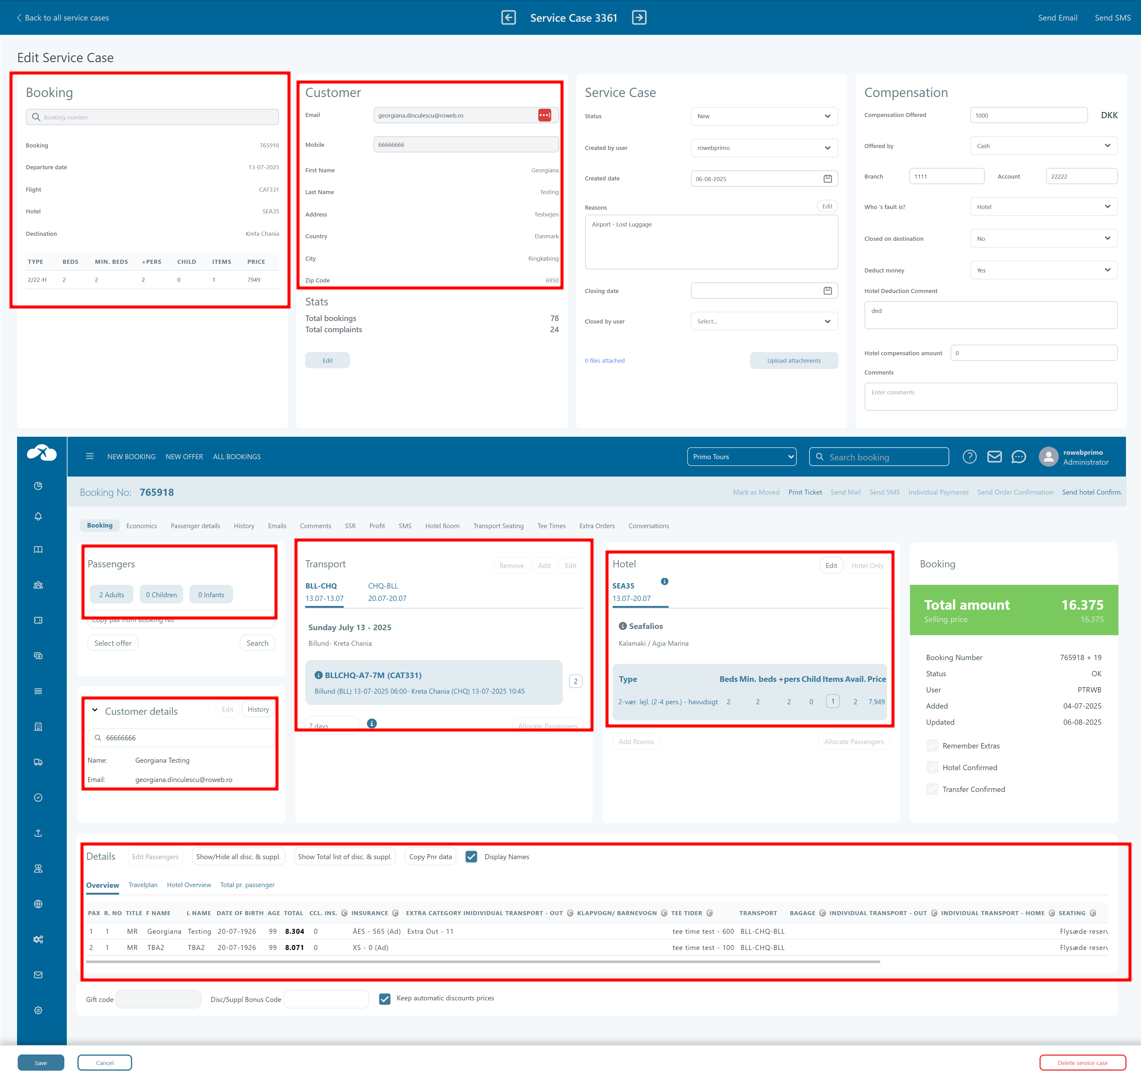 Back to all service cases
Service Case 3361
Send Email Send SMS
Edit Service Case
Booking
Booking number
Booking 765918
Departure date 13-07-2025
Flight CAT331
Hotel SEA35
Destination Kreta Chania
TYPE BEDS MIN. BEDS +PERS CHILD ITEMS PRICE
2/22-H 2 2 2 0 1 7949
Customer
Email georgiana.dinculescu@roweb.ro
Mobile 66666666
First Name Georgiana
Last Name Testing
Address Testvejen
Country Danmark
City Ringkøbing
Zip Code 6950
Stats
Total bookings 78
Total complaints 24
Edit
Service Case
Status New
Created by user rowebprimo
Created date 06-08-2025
Reasons Edit
Airport - Lost Luggage
Closing date
Closed by user Select...
0 files attached Upload attachments
Compensation
Compensation Offered 1000 DKK
Offered by Cash
Branch 1111 Account 22222
Who 's fault is? Hotel
Closed on destination No
Deduct money Yes
Hotel Deduction Comment
ded
Hotel compensation amount 0
Comments
Enter comments
NEW BOOKING NEW OFFER ALL BOOKINGS
Primo Tours
Search booking
rowebprimo
Administrator
Booking No: 765918
Mark as Moved Print Ticket Send Mail Send SMS Individual Payments Send Order Confirmation Send hotel Confirm.
Booking Economics Passenger details History Emails Comments SSR Profit SMS Hotel Room Transport Seating Tee Times Extra Orders Conversations
Passengers
2 Adults 0 Children 0 Infants
Copy pax from Booking No
Select offer Search
Customer details Edit History
66666666
Name: Georgiana Testing
Email: georgiana.dinculescu@roweb.ro
Transport Remove Add Edit
BLL-CHQ CHQ-BLL
13.07-13.07 20.07-20.07
Sunday July 13 - 2025
Billund- Kreta Chania
BLLCHQ-A7-7M (CAT331)
Billund (BLL) 13-07-2025 06:00- Kreta Chania (CHQ) 13-07-2025 10:45
2
7 days Allocate Passengers
Hotel Edit Hotel Only
SEA35
13.07-20.07
Seafalios
Kalamaki / Agia Marina
Type Beds Min. beds +pers Child Items Avail. Price
2-vær. lejl. (2-4 pers.) - havudsigt 2 2 2 0 1 2 7.949
Add Rooms Allocate Passengers
Booking
Total amount 16.375
Selling price 16.375
Booking Number 765918 + 19
Status OK
User PTRWB
Added 04-07-2025
Updated 06-08-2025
Remember Extras
Hotel Confirmed
Transfer Confirmed
Details Edit Passengers Show/Hide all disc. & suppl. Show Total list of disc. & suppl. Copy Pnr data Display Names
Overview Travelplan Hotel Overview Total pr. passenger
PAX R. NO TITLE F NAME L NAME DATE OF BIRTH AGE TOTAL CCL. INS. INSURANCE EXTRA CATEGORY INIDIVIDUAL TRANSPORT - OUT KLAPVOGN/ BARNEVOGN TEE TIDER TRANSPORT BAGAGE INDIVIDUAL TRANSPORT - OUT INDIVIDUAL TRANSPORT - HOME SEATING
1 1 MR Georgiana Testing 20-07-1926 99 8.304 0 ÅES - 565 (Ad) Extra Out - 11 tee time test - 600 BLL-CHQ-BLL Flysæde reserv
2 1 MR TBA2 TBA2 20-07-1926 99 8.071 0 XS - 0 (Ad) tee time test - 100 BLL-CHQ-BLL Flysæde reserv
Gift code Disc/Suppl Bonus Code Keep automatic discounts prices
Save Cancel Delete service case